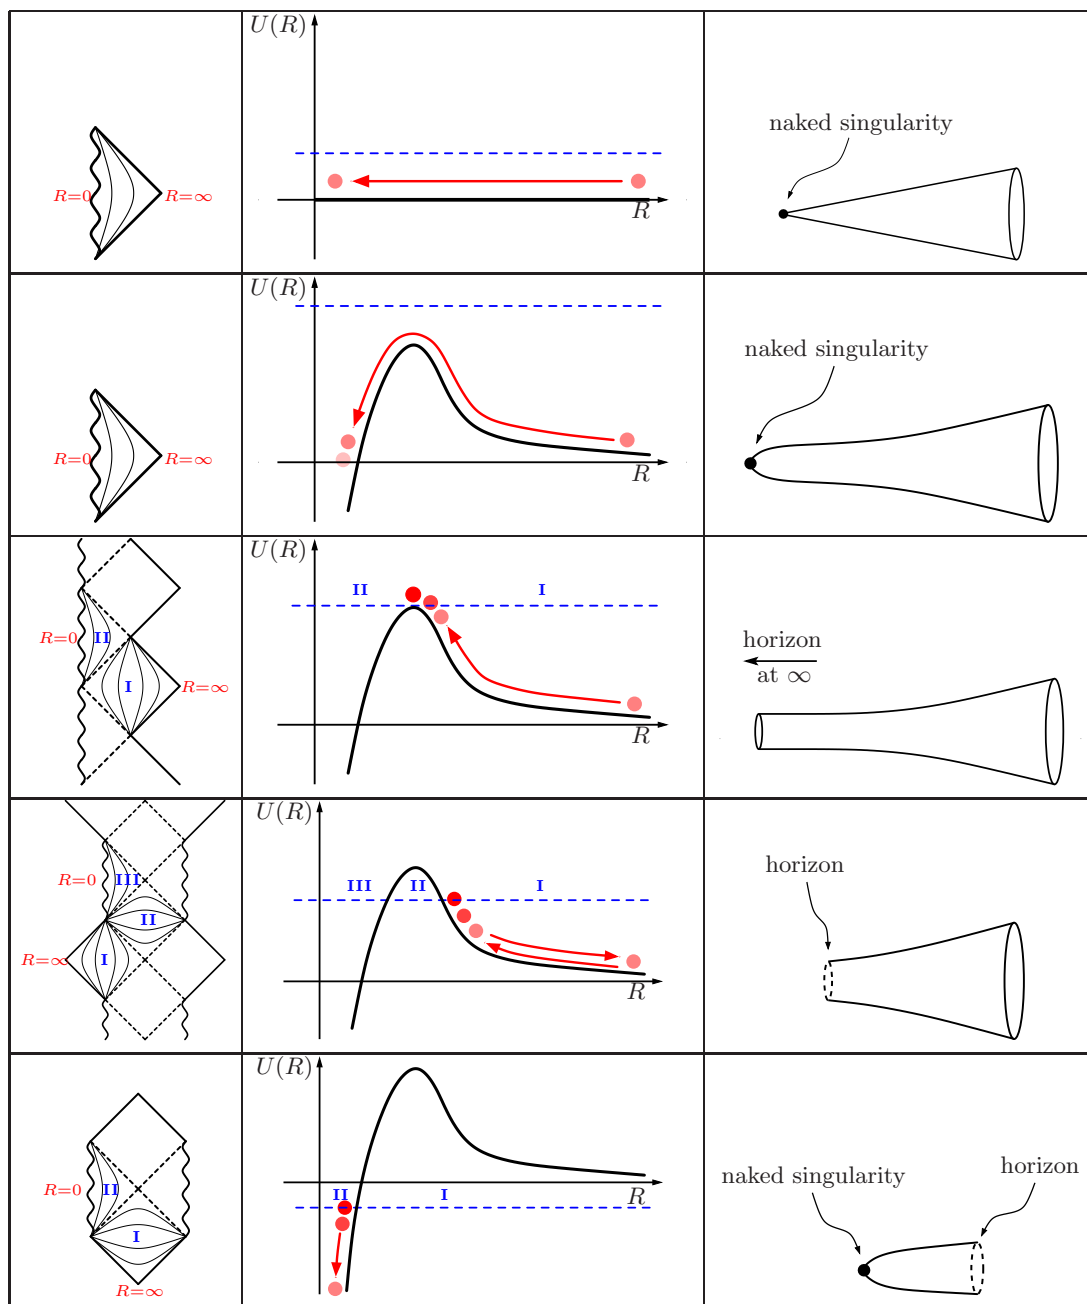 U(R)
R=0
R=∞
R
naked singularity
U(R)
R=0
R=∞
R
naked singularity
U(R)
II
I
R=0
II
I
R=∞
R
horizon
at ∞
U(R)
III
II
I
R=0
III
II
R=∞
I
R
horizon
U(R)
R=0
II
I
R=∞
II
I
R
naked singularity
horizon